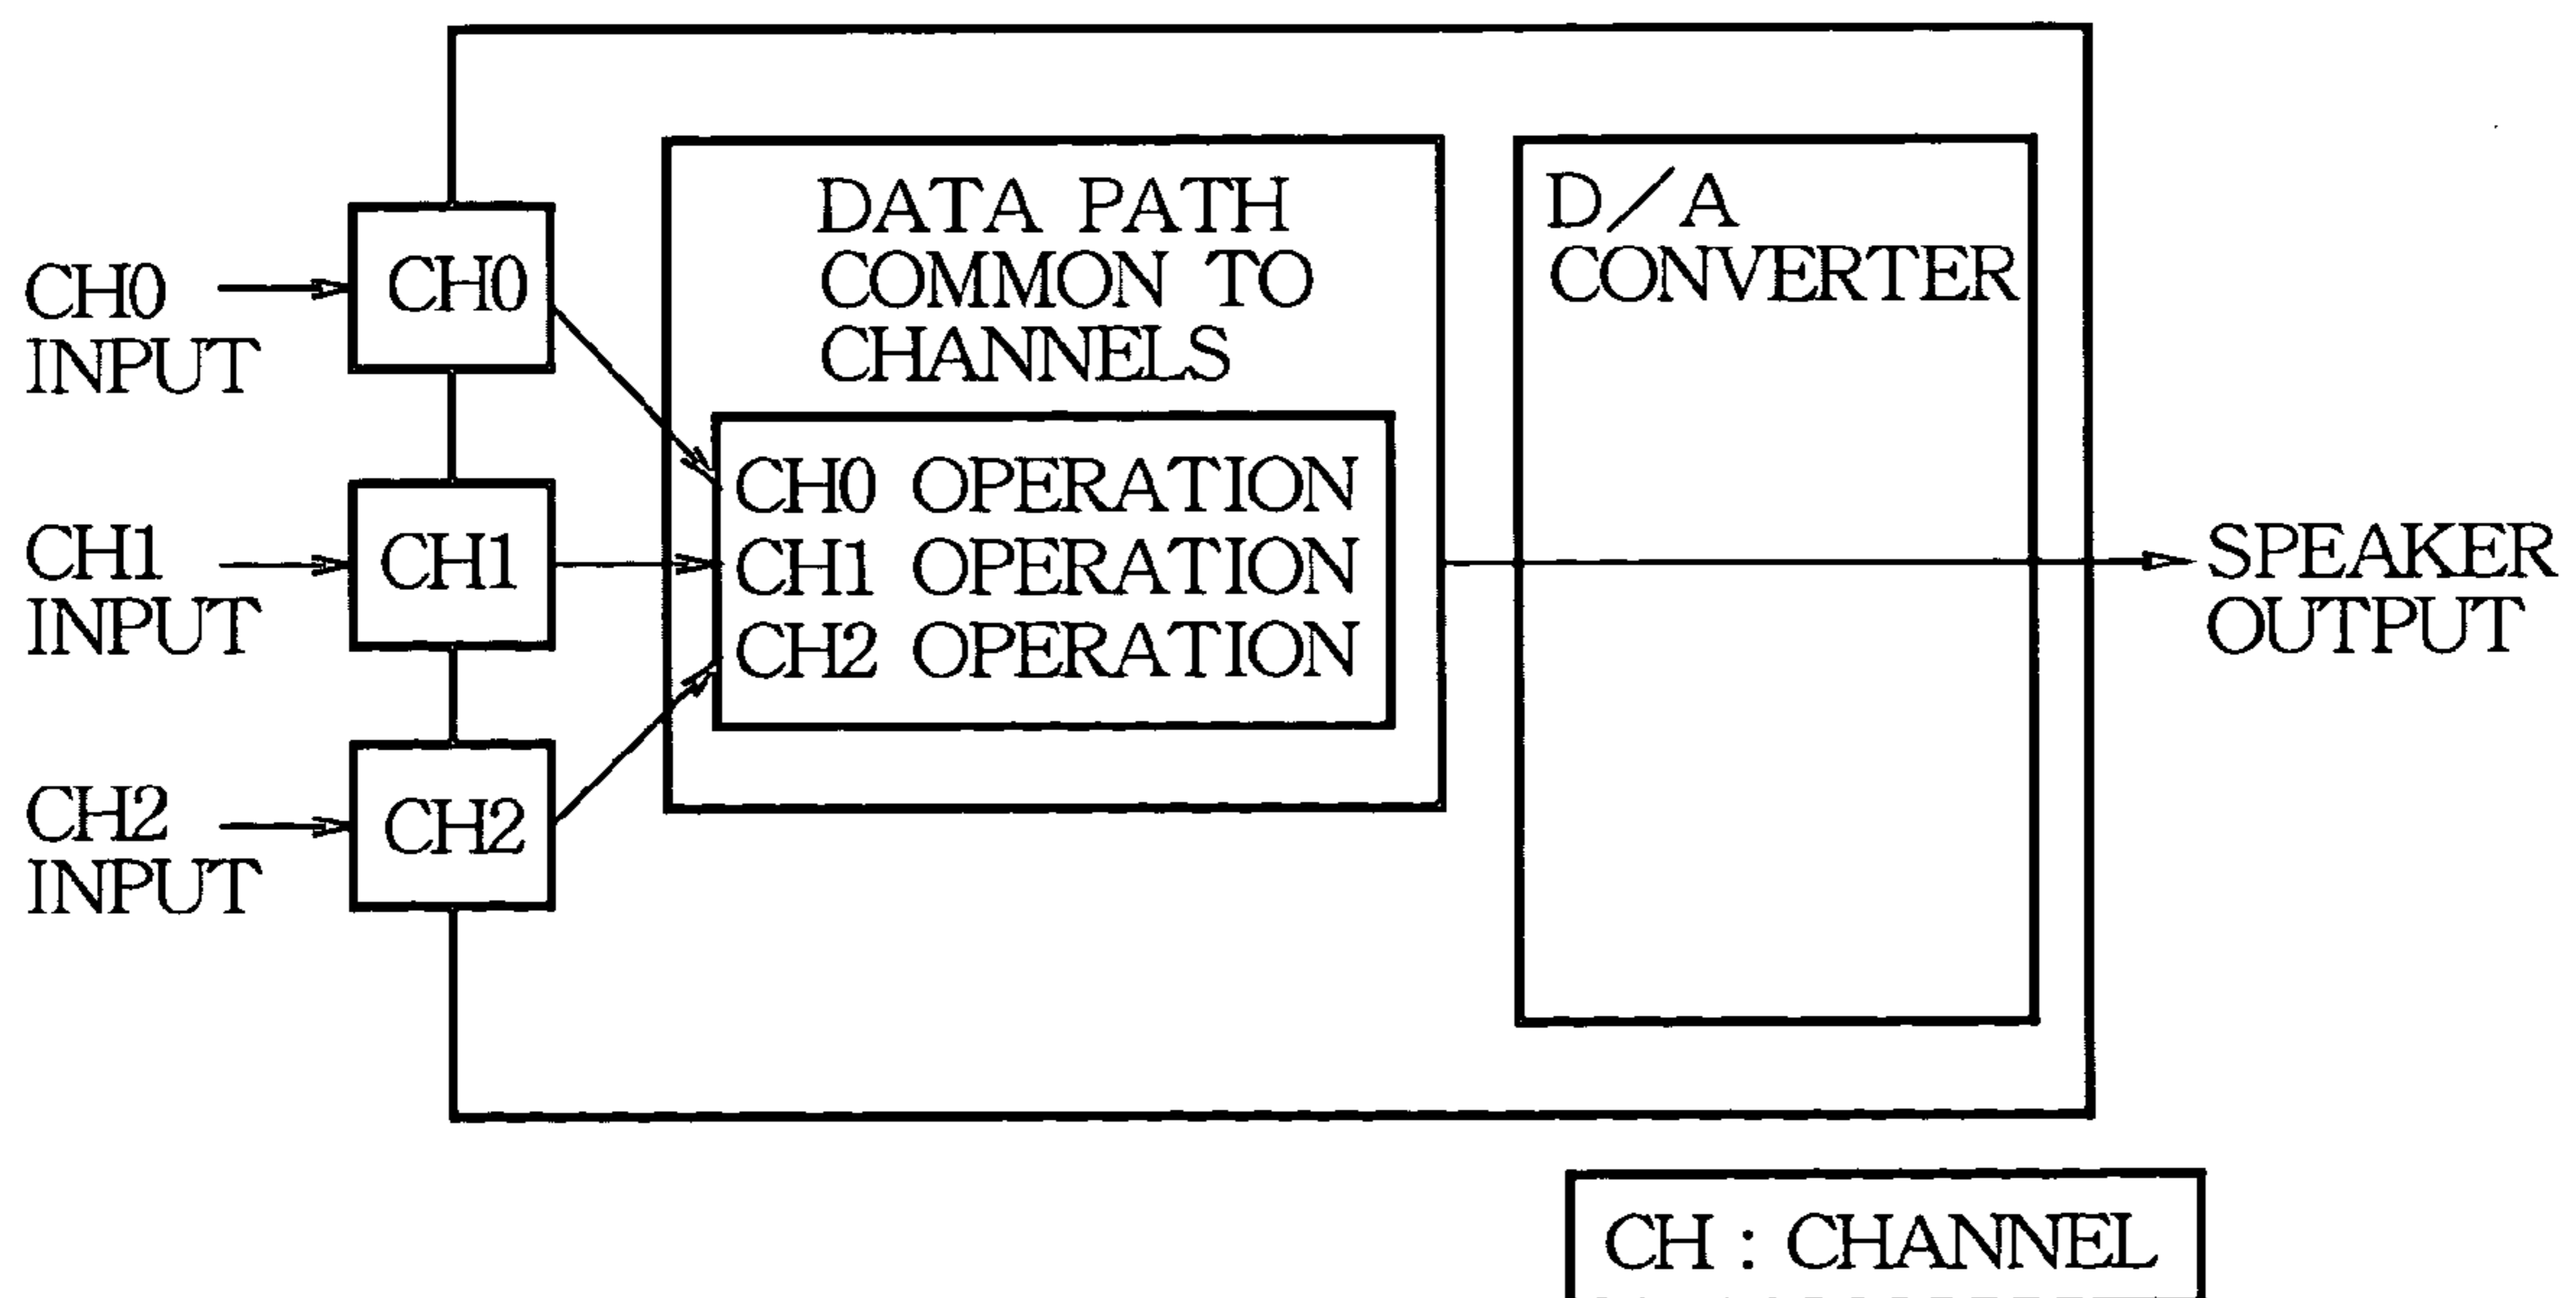 CH0
INPUT
CH1
INPUT
CH2
INPUT
CH0
CH1
CH2
DATA PATH
COMMON TO
CHANNELS
CH0 OPERATION
CH1 OPERATION
CH2 OPERATION
D/A
CONVERTER
SPEAKER
OUTPUT
CH : CHANNEL